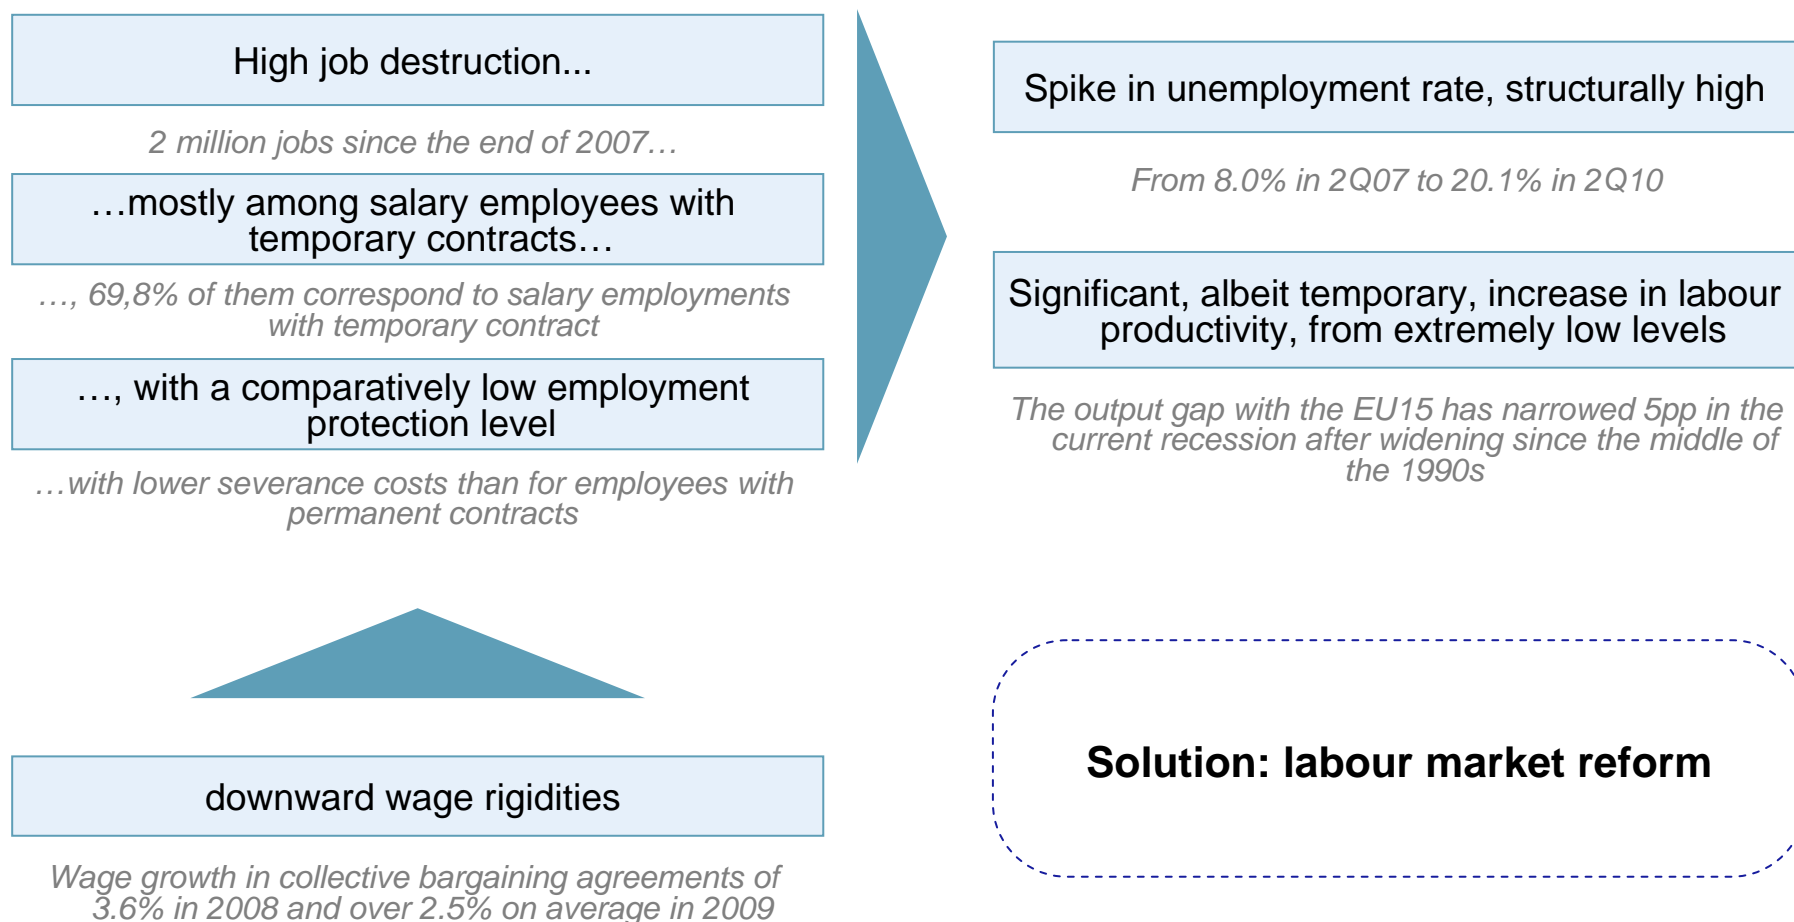 High job destruction...
2 million jobs since the end of 2007…
…mostly among salary employees with
temporary contracts…
…, 69,8% of them correspond to salary employments
with temporary contract
…, with a comparatively low employment
protection level
…with lower severance costs than for employees with
permanent contracts
downward wage rigidities
Wage growth in collective bargaining agreements of
3.6% in 2008 and over 2.5% on average in 2009
Spike in unemployment rate, structurally high
From 8.0% in 2Q07 to 20.1% in 2Q10
Significant, albeit temporary, increase in labour
productivity, from extremely low levels
The output gap with the EU15 has narrowed 5pp in the
current recession after widening since the middle of
the 1990s
Solution: labour market reform